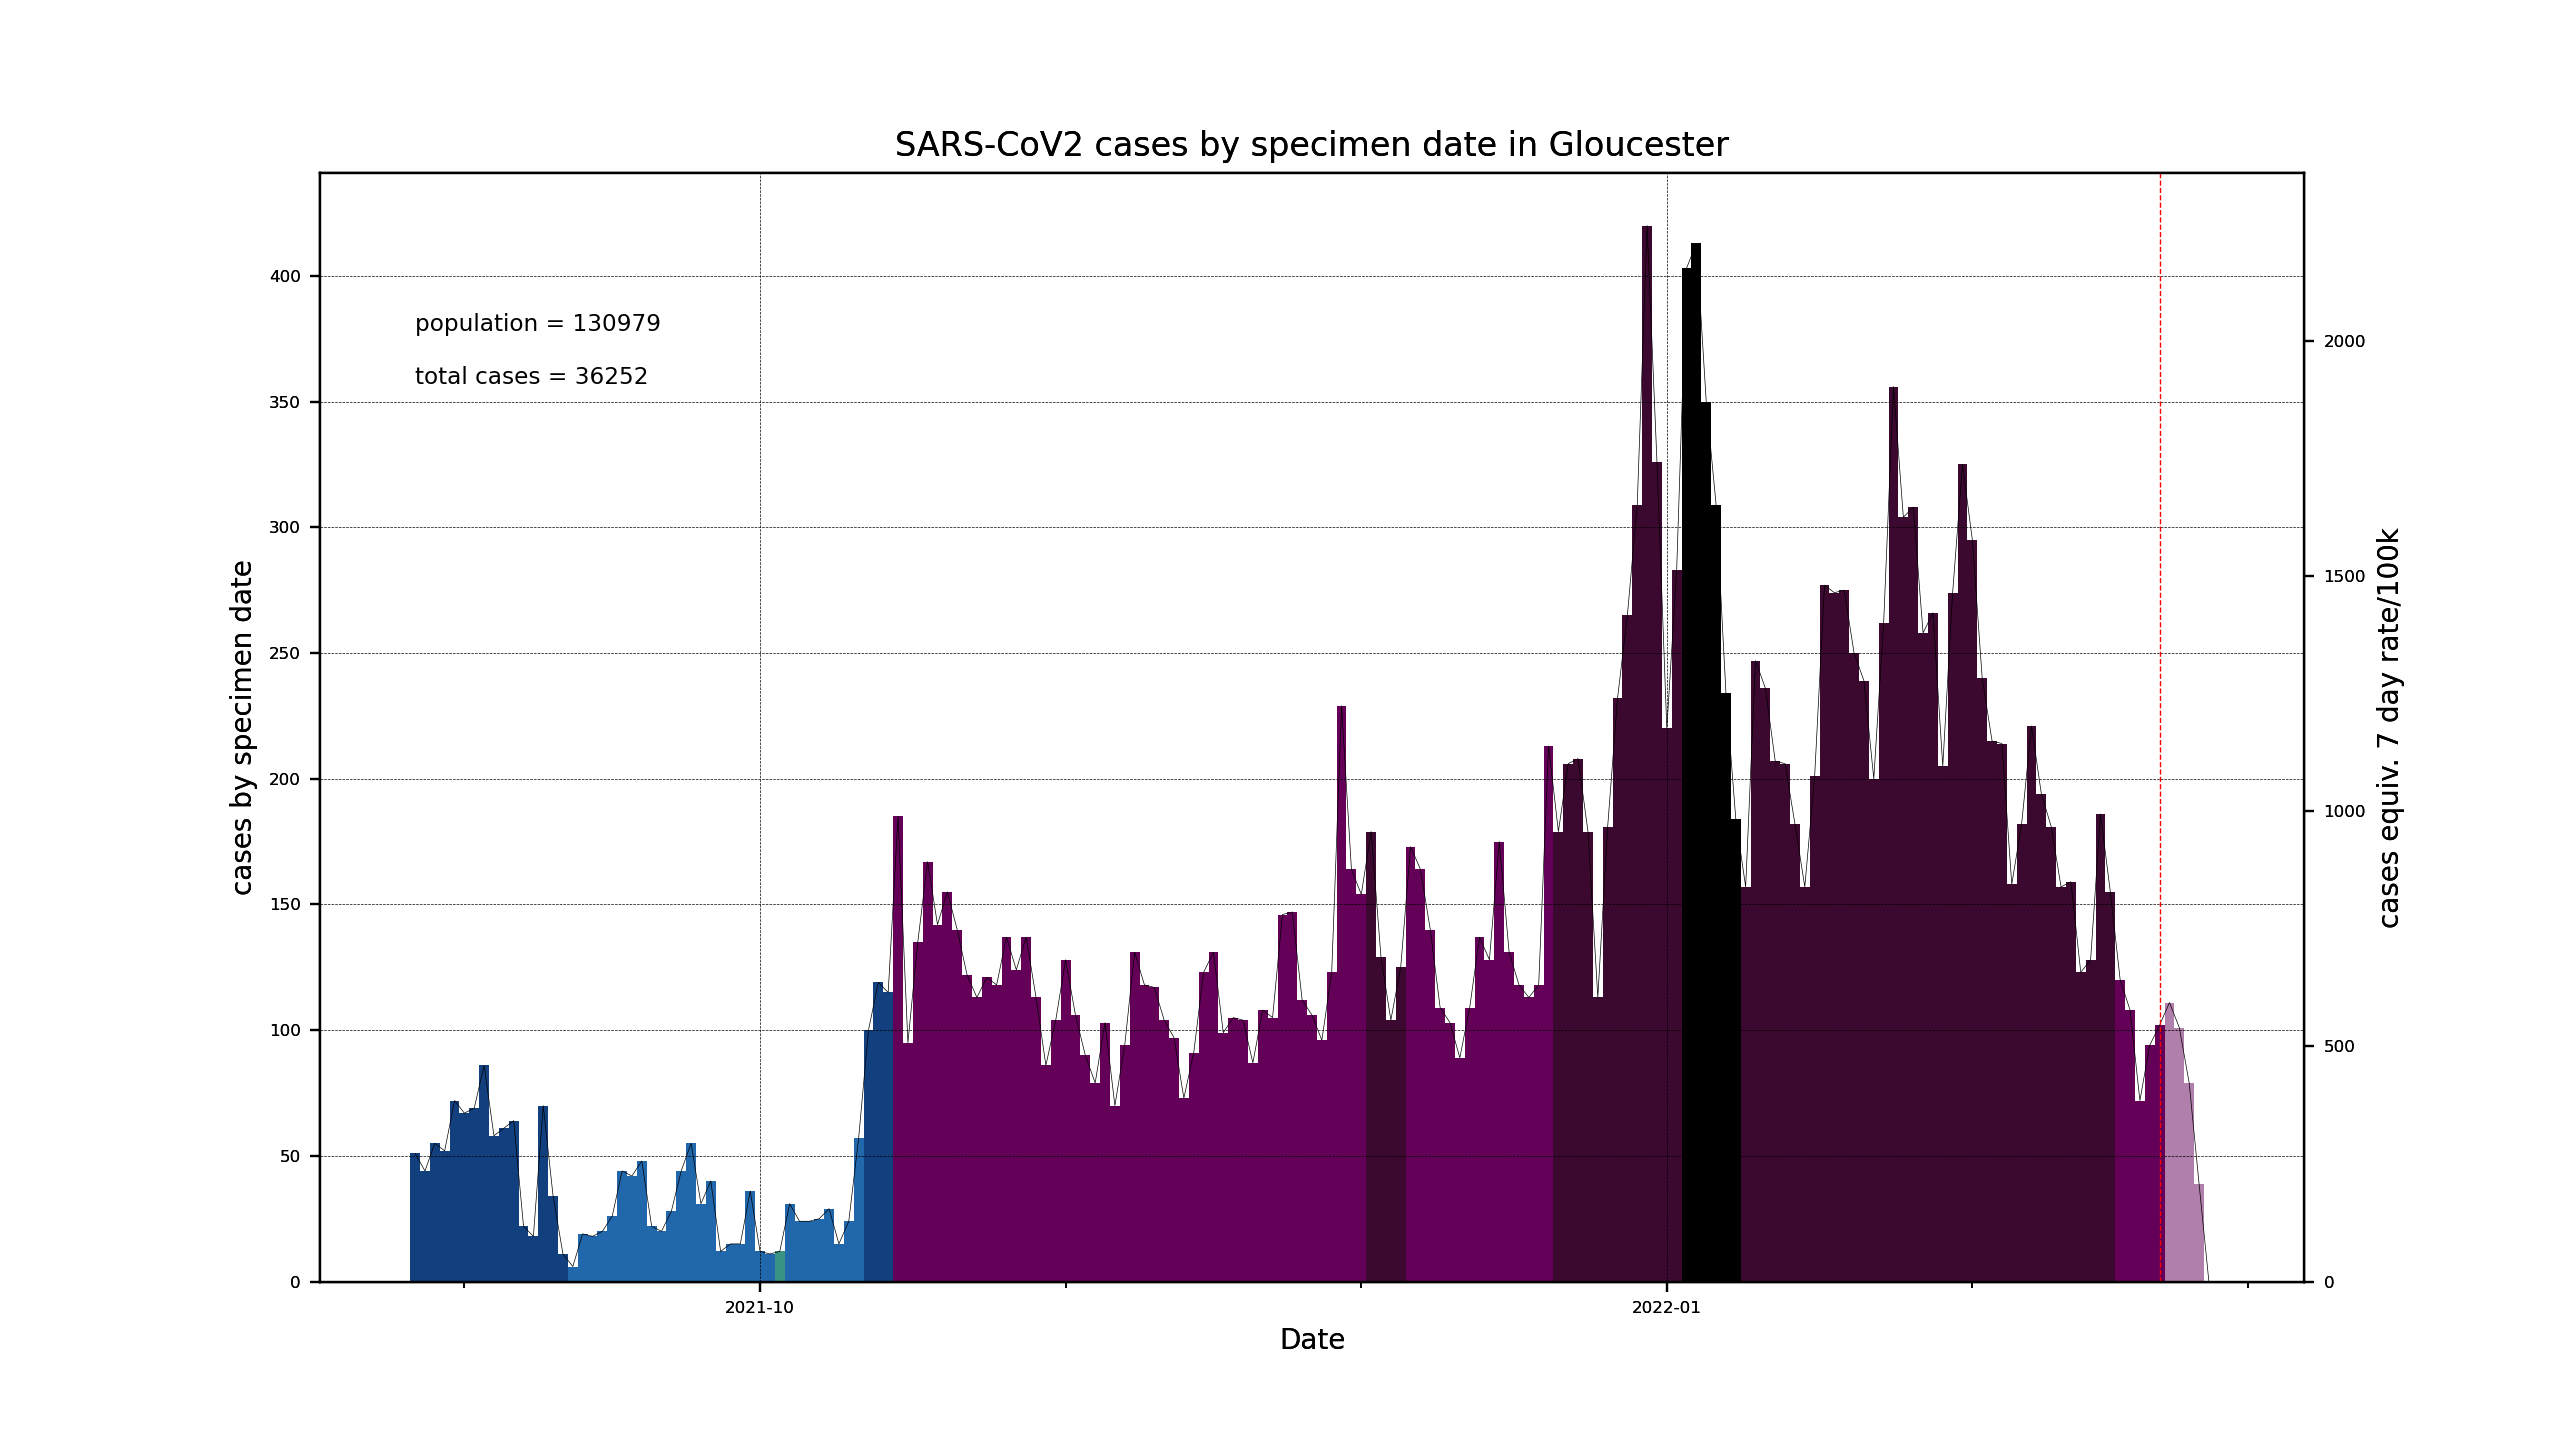 SARS-CoV2 cases by specimen date in Gloucester
population = 130979
total cases = 36252
cases by specimen date
400
350
300
250
200
150
100
50
0
2000
1500
1000
500
0
cases equiv. 7 day rate/100k
2021-10
2022-01
Date